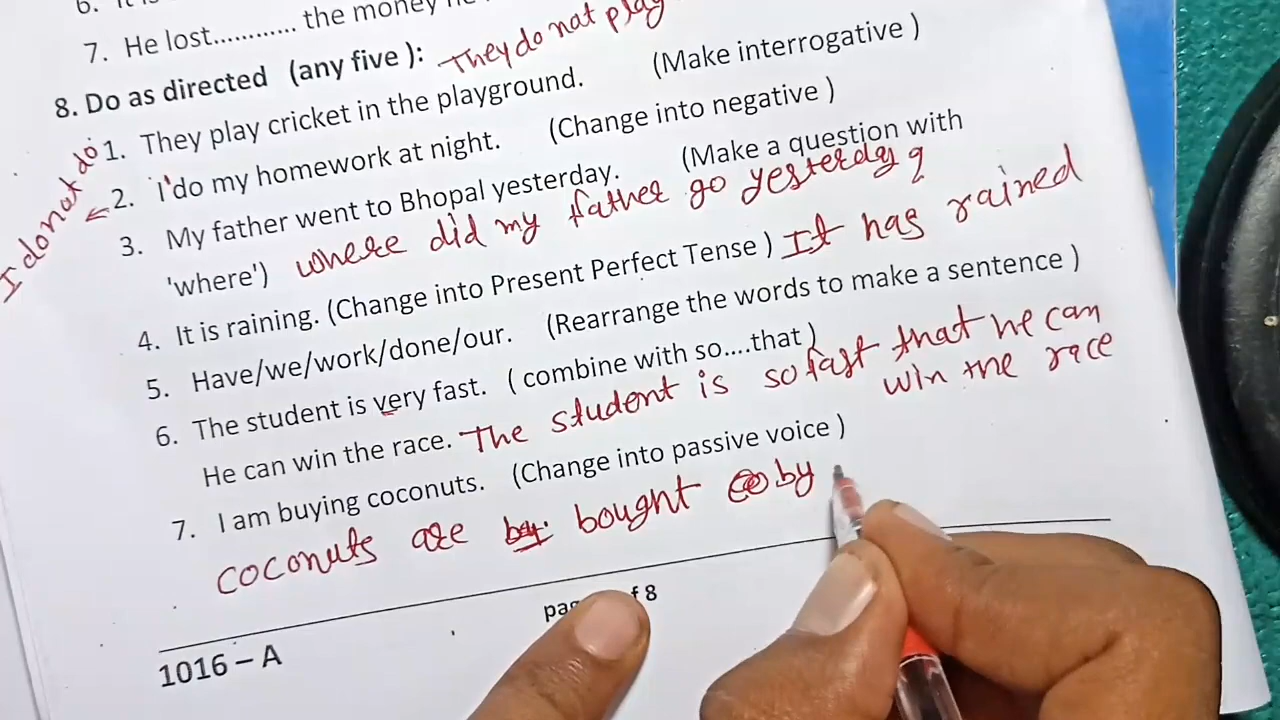 7. He lost............ the money he
8. Do as directed (any five ): They do not play
1. They play cricket in the playground. (Make interrogative )
2. I do my homework at night. (Change into negative )
I do not do
3. My father went to Bhopal yesterday. (Make a question with
'where') where did my father go yesterday ?
4. It is raining. (Change into Present Perfect Tense ) It has rained
5. Have/we/work/done/our. (Rearrange the words to make a sentence )
6. The student is very fast. ( combine with so....that )
He can win the race. The student is so fast that he can
win the race
7. I am buying coconuts. (Change into passive voice )
coconuts are bought by
1016 – A